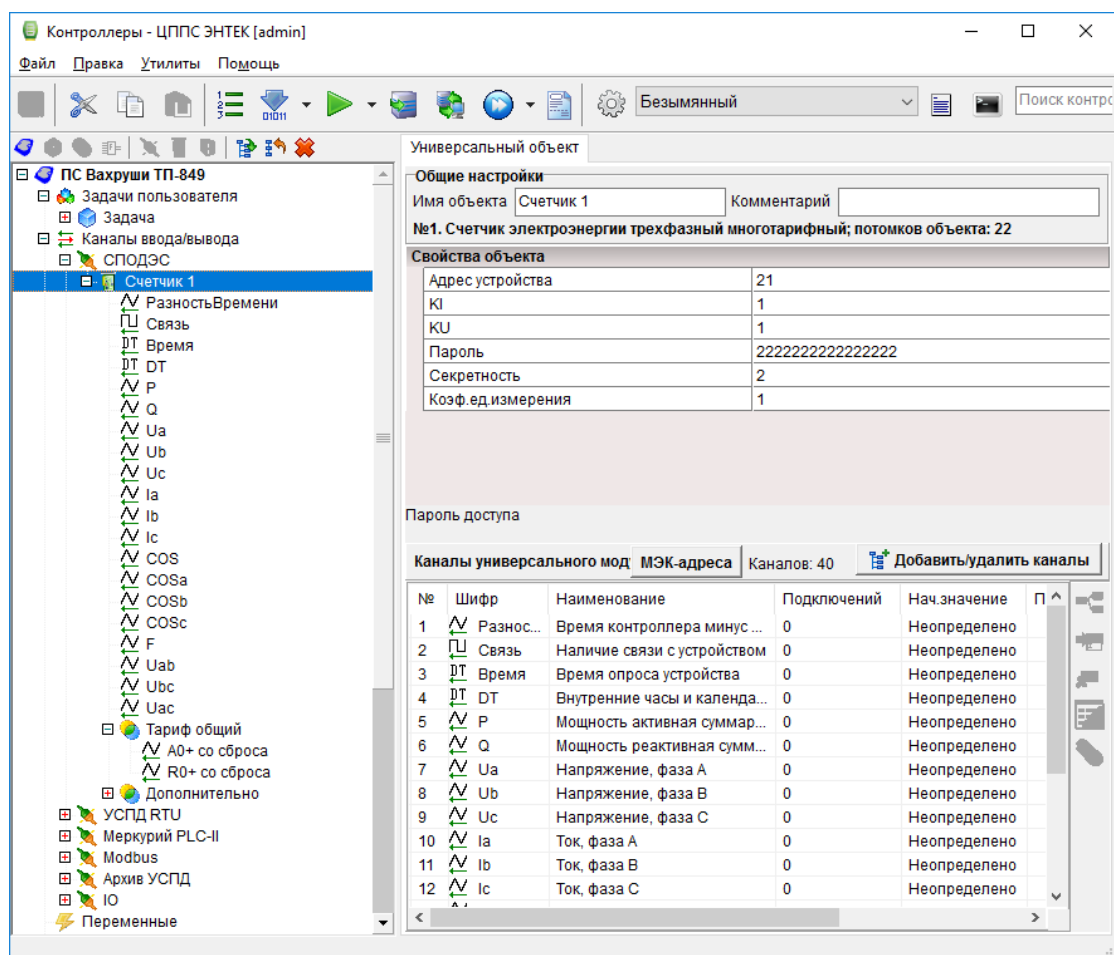 Контроллеры - ЦППС ЭНТЕК [admin]
Файл Правка Утилиты Помощь
Безымянный
Поиск контро
ПС Вахруши ТП-849
Задачи пользователя
Задача
Каналы ввода/вывода
СПОДЭС
Счетчик 1
РазностьВремени
Связь
Время
DT
P
Q
Ua
Ub
Uc
Ia
Ib
Ic
COS
COSa
COSb
COSc
F
Uab
Ubc
Uac
Тариф общий
A0+ со сброса
R0+ со сброса
Дополнительно
УСПД RTU
Меркурий PLC-II
Modbus
Архив УСПД
IO
Переменные
Универсальный объект
Общие настройки
Имя объекта Счетчик 1 Комментарий
№1. Счетчик электроэнергии трехфазный многотарифный; потомков объекта: 22
Свойства объекта
Адрес устройства 21
KI 1
KU 1
Пароль 2222222222222222
Секретность 2
Коэф.ед.измерения 1
Пароль доступа
Каналы универсального мод МЭК-адреса Каналов: 40 Добавить/удалить каналы
№ Шифр Наименование Подключений Нач.значение П
1 Разнос... Время контроллера минус ... 0 Неопределено
2 Связь Наличие связи с устройством 0 Неопределено
3 Время Время опроса устройства 0 Неопределено
4 DT Внутренние часы и календа... 0 Неопределено
5 P Мощность активная суммар... 0 Неопределено
6 Q Мощность реактивная сумм... 0 Неопределено
7 Ua Напряжение, фаза A 0 Неопределено
8 Ub Напряжение, фаза B 0 Неопределено
9 Uc Напряжение, фаза C 0 Неопределено
10 Ia Ток, фаза A 0 Неопределено
11 Ib Ток, фаза B 0 Неопределено
12 Ic Ток, фаза C 0 Неопределено